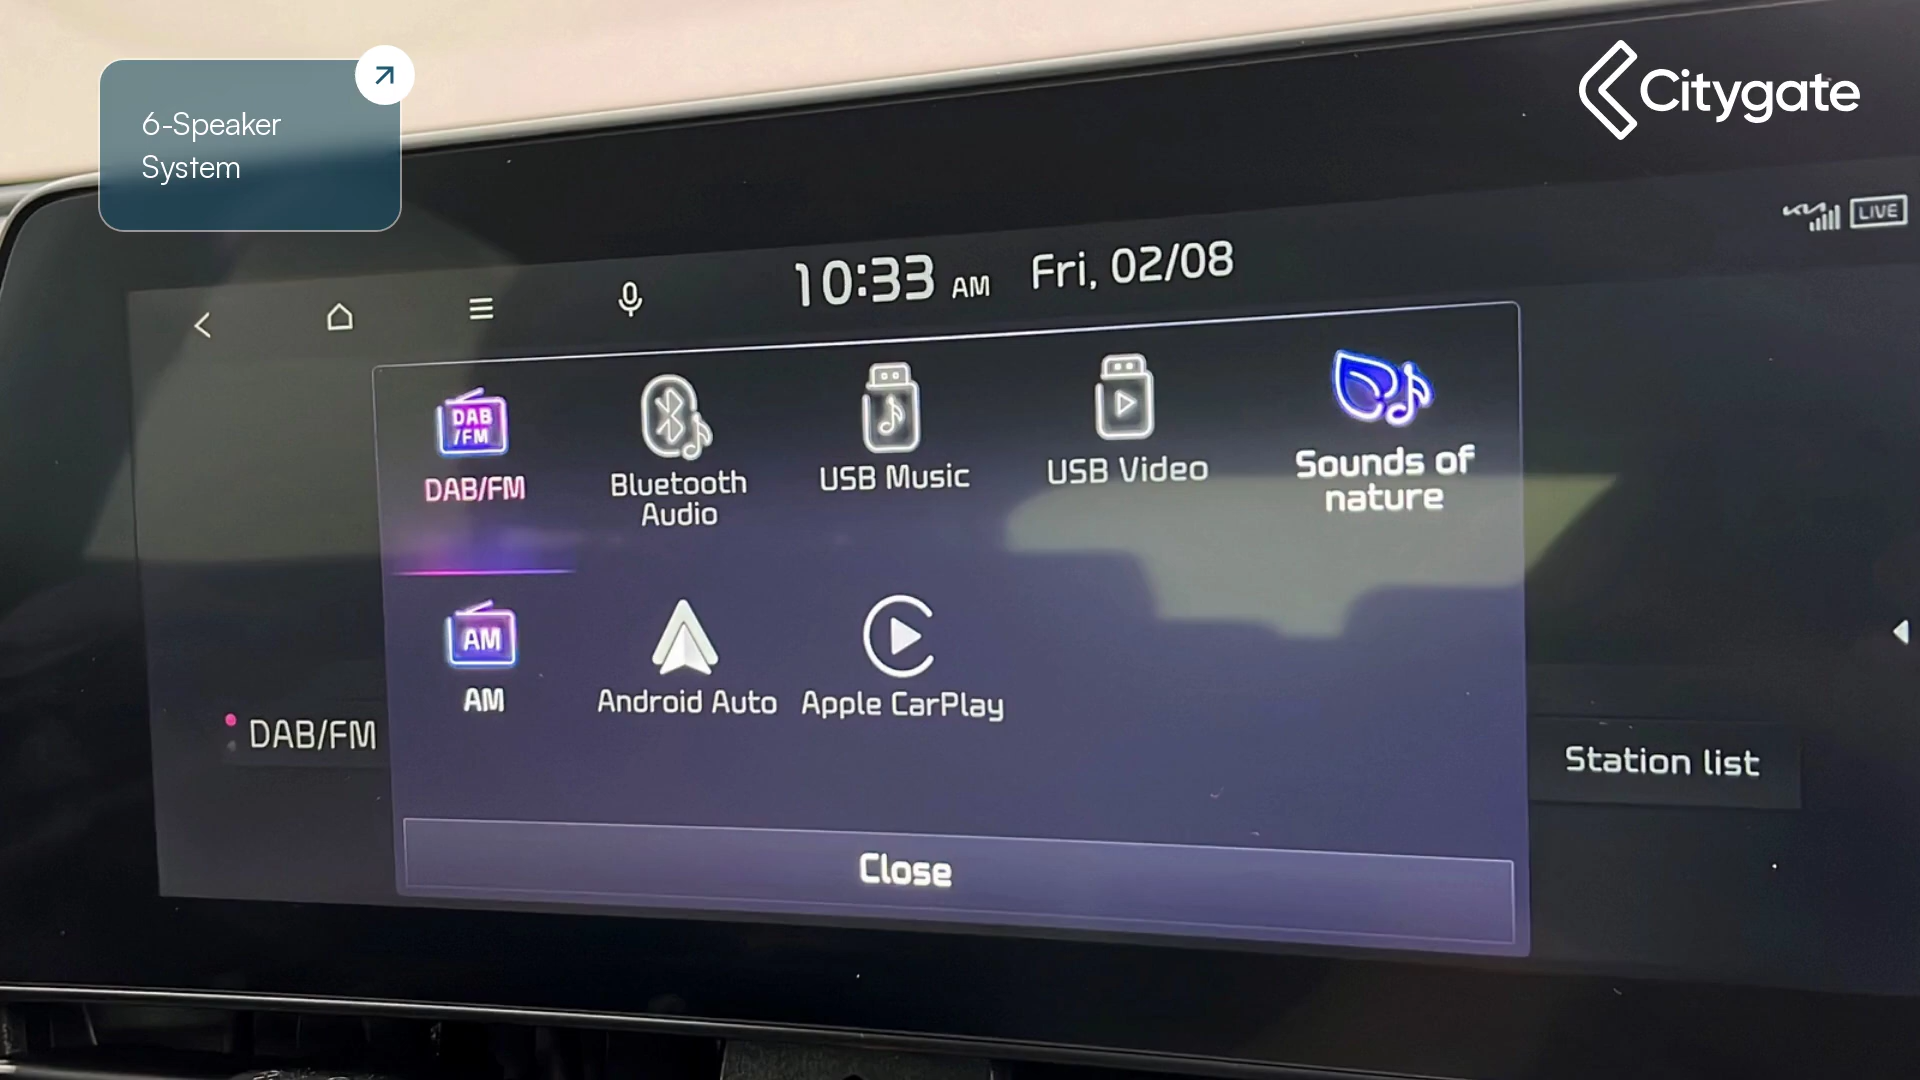 6-Speaker
System
Citygate
KIA
LIVE
10:33 AM Fri, 02/08
DAB
/FM
DAB/FM
Bluetooth
Audio
USB Music
USB Video
Sounds of
nature
AM
AM
Android Auto
Apple CarPlay
DAB/FM
Station list
Close